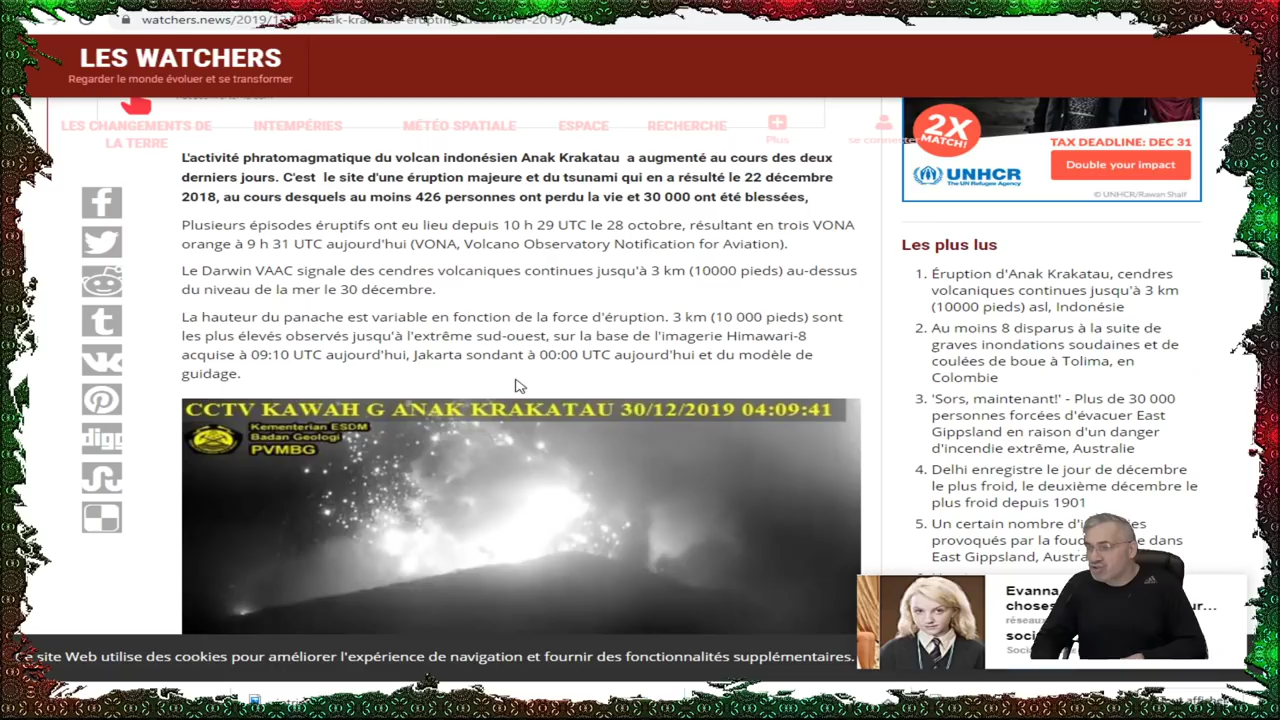 watchers.news/2019/
LES WATCHERS
Regarder le monde évoluer et se transformer
LES CHANGEMENTS DE
LA TERRE
INTEMPÉRIES
MÉTÉO SPATIALE
ESPACE
RECHERCHE
Plus
se connecter
L'activité phratomagmatique du volcan indonésien Anak Krakatau a augmenté au cours des deux
derniers jours. C'est le site d'une éruption majeure et du tsunami qui en a résulté le 22 décembre
2018, au cours desquels au moins 426 personnes ont perdu la vie et 30 000 ont été blessées,
Plusieurs épisodes éruptifs ont eu lieu depuis 10 h 29 UTC le 28 octobre, résultant en trois VONA
orange à 9 h 31 UTC aujourd'hui (VONA, Volcano Observatory Notification for Aviation).
Le Darwin VAAC signale des cendres volcaniques continues jusqu'à 3 km (10000 pieds) au-dessus
du niveau de la mer le 30 décembre.
La hauteur du panache est variable en fonction de la force d'éruption. 3 km (10 000 pieds) sont
les plus élevés observés jusqu'à l'extrême sud-ouest, sur la base de l'imagerie Himawari-8
acquise à 09:10 UTC aujourd'hui, Jakarta sondant à 00:00 UTC aujourd'hui et du modèle de
guidage.
CCTV KAWAH G ANAK KRAKATAU 30/12/2019 04:09:41
Kementerian ESDM
Badan Geologi
PVMBG
digg
2X
MATCH!
TAX DEADLINE: DEC 31
Double your impact
UNHCR
The UN Refugee Agency
© UNHCR/Rawan Shaif
Les plus lus
1. Éruption d'Anak Krakatau, cendres
volcaniques continues jusqu'à 3 km
(10000 pieds) asl, Indonésie
2. Au moins 8 disparus à la suite de
graves inondations soudaines et de
coulées de boue à Tolima, en
Colombie
3. 'Sors, maintenant!' - Plus de 30 000
personnes forcées d'évacuer East
Gippsland en raison d'un danger
d'incendie extrême, Australie
4. Delhi enregistre le jour de décembre
le plus froid, le deuxième décembre le
plus froid depuis 1901
5. Un certain nombre
provoqués par la dans
East Gippsland,
Evanna
choses
Ce site Web utilise des cookies pour améliorer l'expérience de navigation et fournir des fonctionnalités supplémentaires.